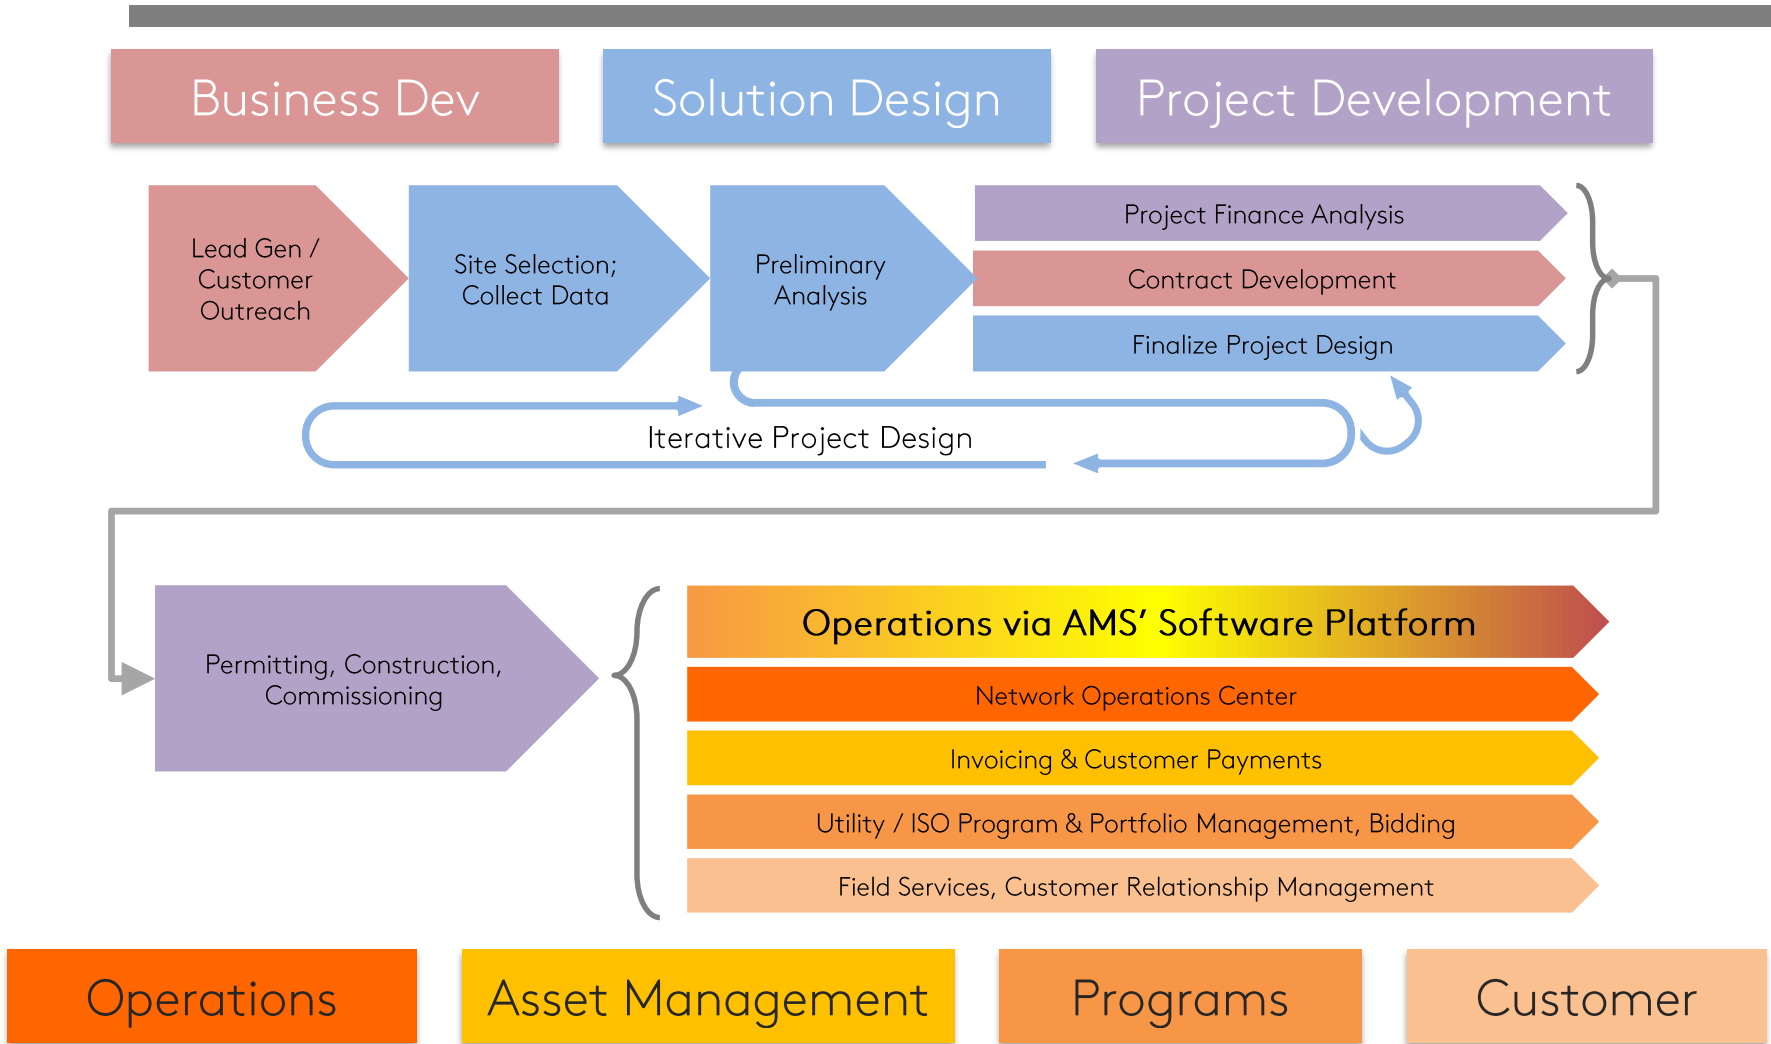 Business Dev
Solution Design
Project Development
Lead Gen /
Customer
Outreach
Site Selection;
Collect Data
Preliminary
Analysis
Project Finance Analysis
Contract Development
Finalize Project Design
Iterative Project Design
Permitting, Construction,
Commissioning
Operations via AMS’ Software Platform
Network Operations Center
Invoicing & Customer Payments
Utility / ISO Program & Portfolio Management, Bidding
Field Services, Customer Relationship Management
Operations
Asset Management
Programs
Customer